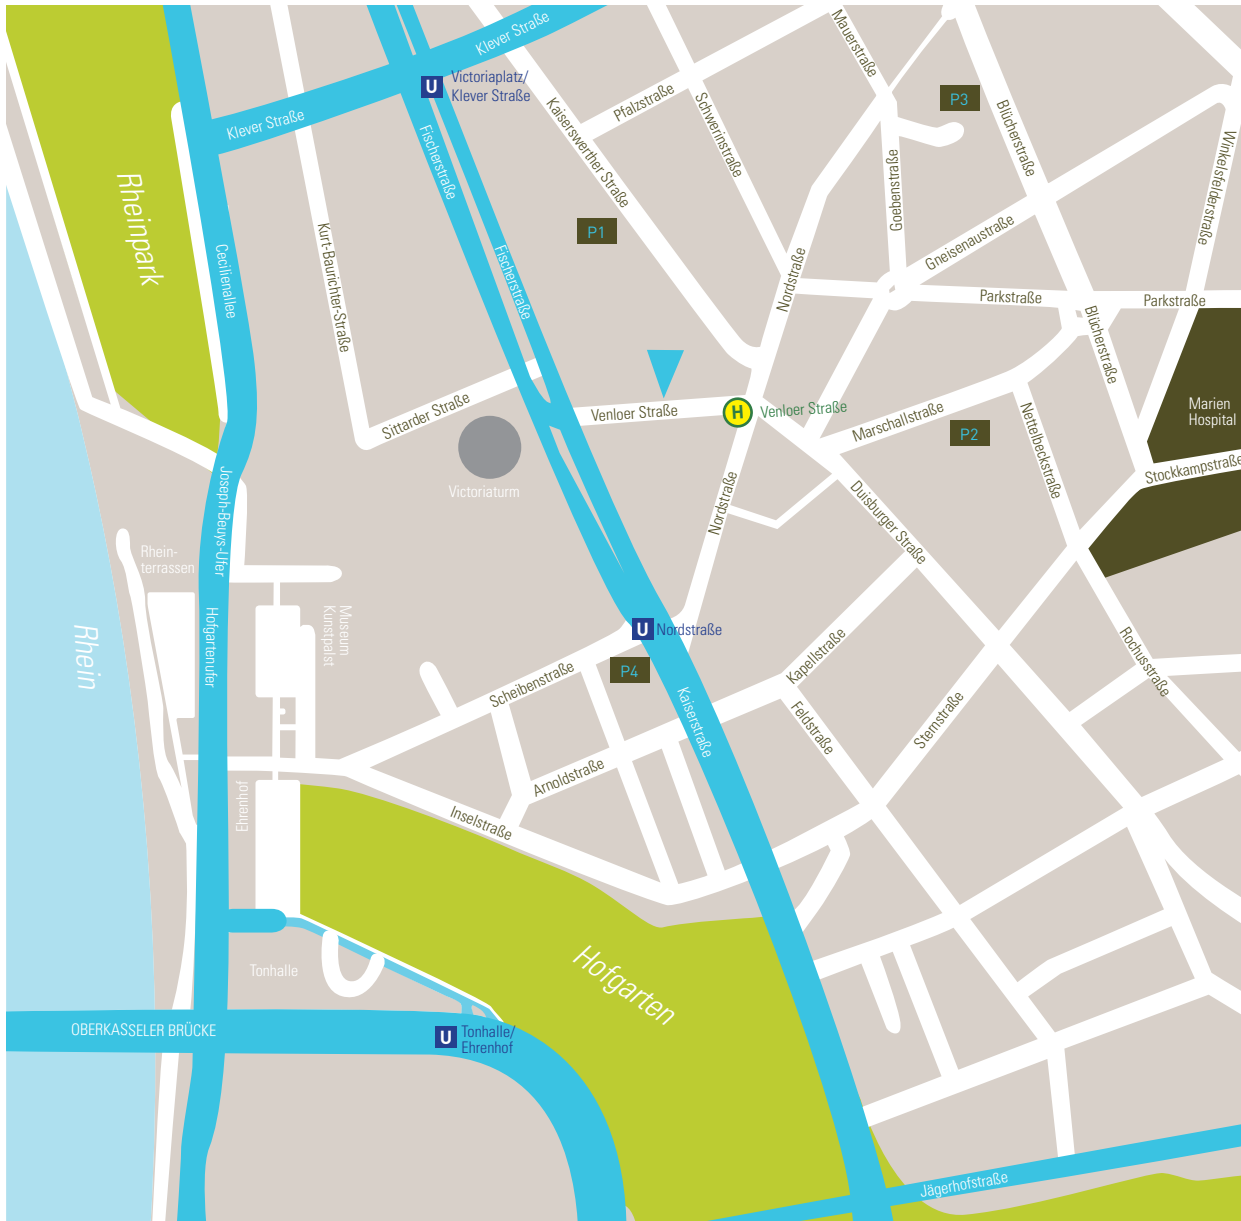 Klever Straße
Mauerstraße
U
Victoriaplatz/
Klever Straße
Pfalzstraße
P3
Klever Straße
Kaiserswerther Straße
Schwerinstraße
Blücherstraße
Fischerstraße
Winkelsfelderstraße
Rheinpark
Goebenstraße
P1
Gneisenaustraße
Cecilienallee
Kurt-Baurichter-Straße
Fischerstraße
Nordstraße
Parkstraße
Parkstraße
Blücherstraße
Sittarder Straße
Venloer Straße
H
Venloer Straße
Marschallstraße
P2
Marien
Hospital
Nettelbeckstraße
Stockkampstraße
Victoriaturm
Joseph-Beuys-Ufer
Nordstraße
Duisburger Straße
Rhein-
terrassen
Museum
Kunstpalst
Rhein
Hofgartenufer
U
Nordstraße
P4
Scheibenstraße
Kapellstraße
Rochusstraße
Kaiserstraße
Feldstraße
Sternstraße
Arnoldstraße
Ehrenhof
Inselstraße
Tonhalle
Hofgarten
OBERKASSELER BRÜCKE
U
Tonhalle/
Ehrenhof
Jägerhofstraße